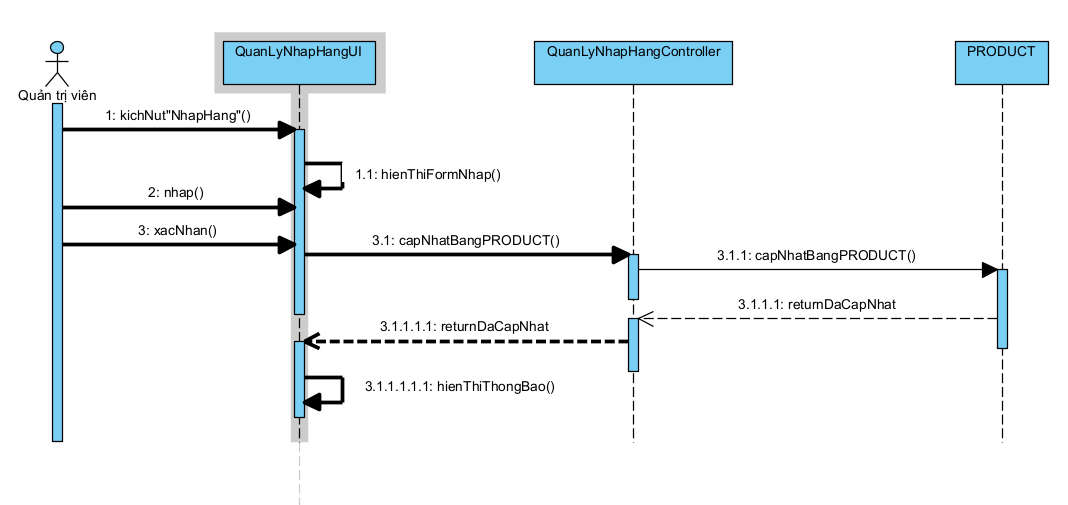 QuanLyNhapHangUI
QuanLyNhapHangController
PRODUCT
Quản trị viên
1: kichNut"NhapHang"()
1.1: hienThiFormNhap()
2: nhap()
3: xacNhan()
3.1: capNhatBangPRODUCT()
3.1.1: capNhatBangPRODUCT()
3.1.1.1: returnDaCapNhat
3.1.1.1.1: returnDaCapNhat
3.1.1.1.1.1: hienThiThongBao()